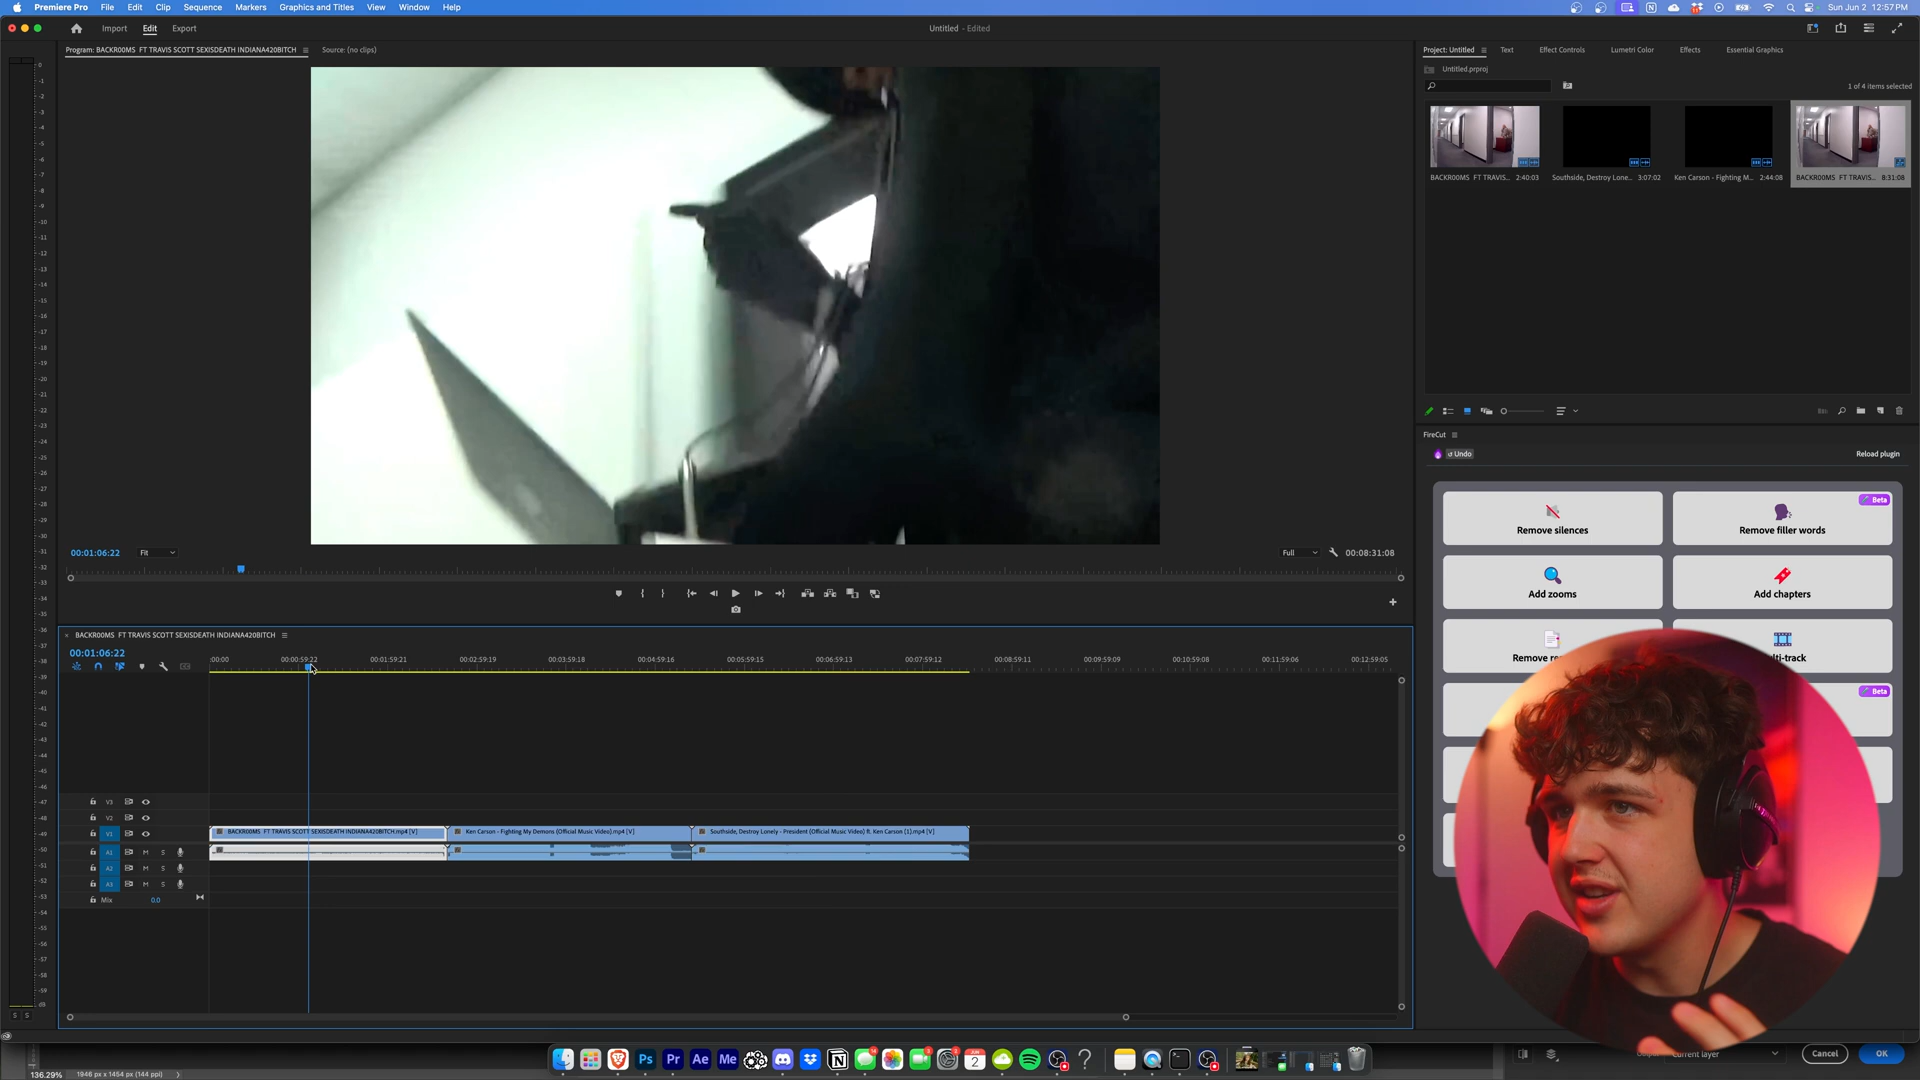 Premiere Pro File Edit Clip Sequence Markers Graphics and Titles View Window Help Sun Jun 2 12:57PM
Import Edit Export Untitled - Edited
Program: BACKR00MS FT TRAVIS SCOTT SEXISDEATH INDIANA420BITCH Source: (no clips)
Project: Untitled Text Effect Controls Lumetri Color Effects Essential Graphics
Untitled.prproj
1 of 4 items selected
BACKR00MS FT TRAVIS... 2:40:03 Southside, Destroy Lone... 3:07:02 Ken Carson - Fighting M... 2:44:08 BACKR00MS FT TRAVIS... 8:31:08
FireCut
Undo Reload plugin
Remove silences
Beta
Remove filler words
Add zooms Add chapters
Beta
00:01:06:22 Fit Full 00:08:31:08
× BACKR00MS FT TRAVIS SCOTT SEXISDEATH INDIANA420BITCH
00:01:06:22
:00:00 00:00:59:22 00:01:59:21 00:02:59:19 00:03:59:18 00:04:59:16 00:05:59:15 00:06:59:13 00:07:59:12 00:08:59:11 00:09:59:09 00:10:59:08 00:11:59:06 00:12:59:05
V3
V2
V1 BACKR00MS FT TRAVIS SCOTT SEXISDEATH INDIANA420BITCH.mp4 [V] Ken Carson - Fighting My Demons (Official Music Video).mp4 [V] Southside, Destroy Lonely - President (Official Music Video) ft. Ken Carson (1).mp4 [V]
A1 M S
A2 M S
A3 M S
Mix 0.0
S S
Ps Pr Ae Me
Current layer Cancel OK
136.29% 1946 px x 1454 px (144 ppi)